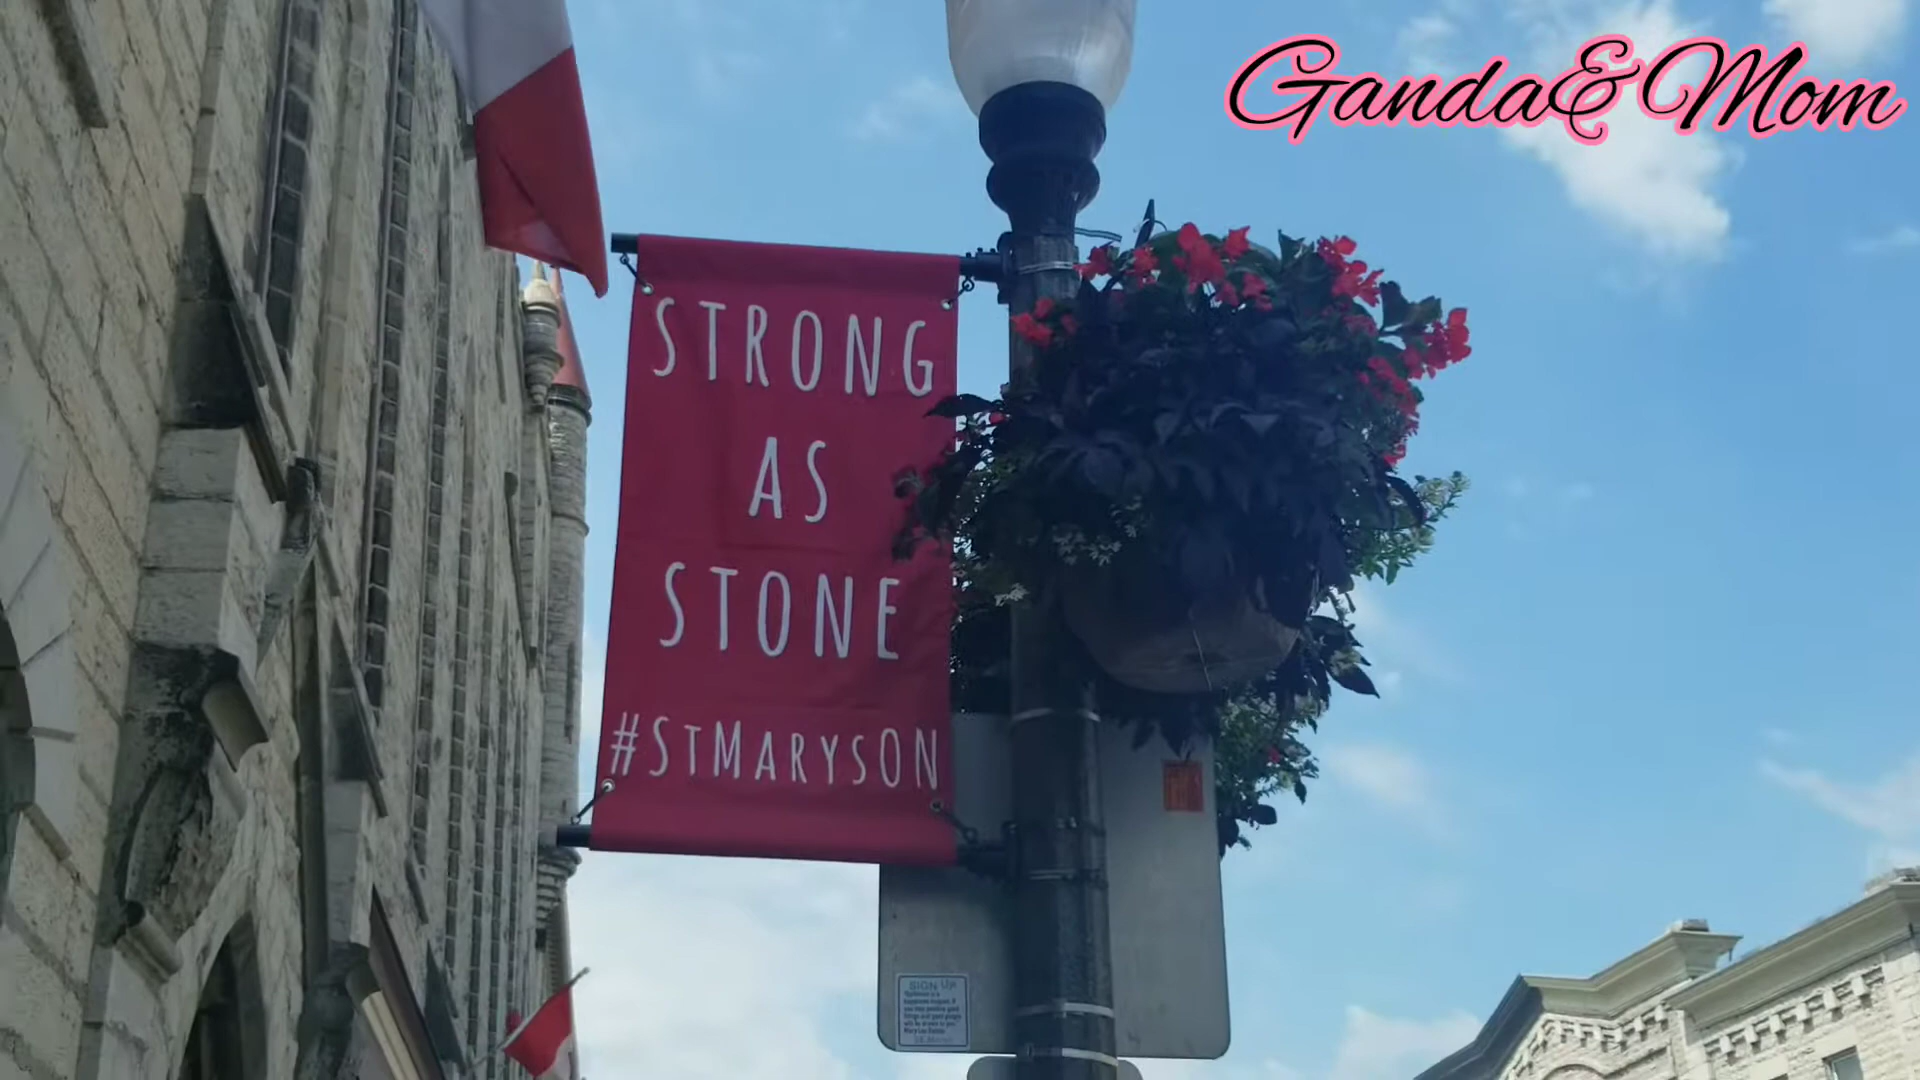 Ganda&Mom
STRONG
AS
STONE
#STMARYSON
SIGN UP